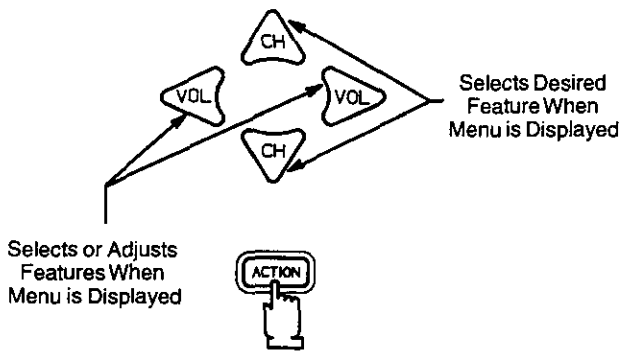 CH
VOL
VOL
CH
Selects Desired
Feature When
Menu is Displayed
Selects or Adjusts
Features When
Menu is Displayed
ACTION